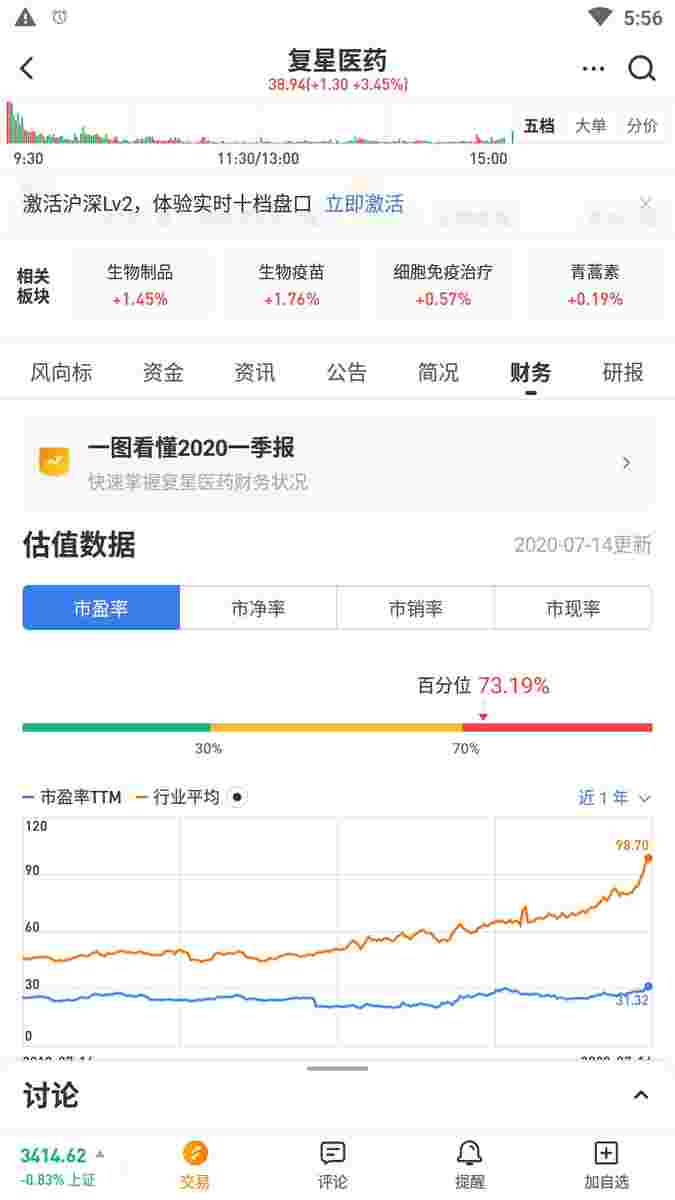 5:56
复星医药
38.94(+1.30 +3.45%)
五档 大单 分价
9:30 11:30/13:00 15:00
激活沪深Lv2，体验实时十档盘口 立即激活
相关板块
生物制品 生物疫苗 细胞免疫治疗 青蒿素
+1.45% +1.76% +0.57% +0.19%
风向标 资金 资讯 公告 简况 财务 研报
一图看懂2020一季报
快速掌握复星医药财务状况
估值数据 2020-07-14更新
市盈率 市净率 市销率 市现率
百分位 73.19%
30% 70%
市盈率TTM 行业平均 近1年
120
98.70
90
60
30
31.32
0
讨论
3414.62
-0.83% 上证
交易 评论 提醒 加自选